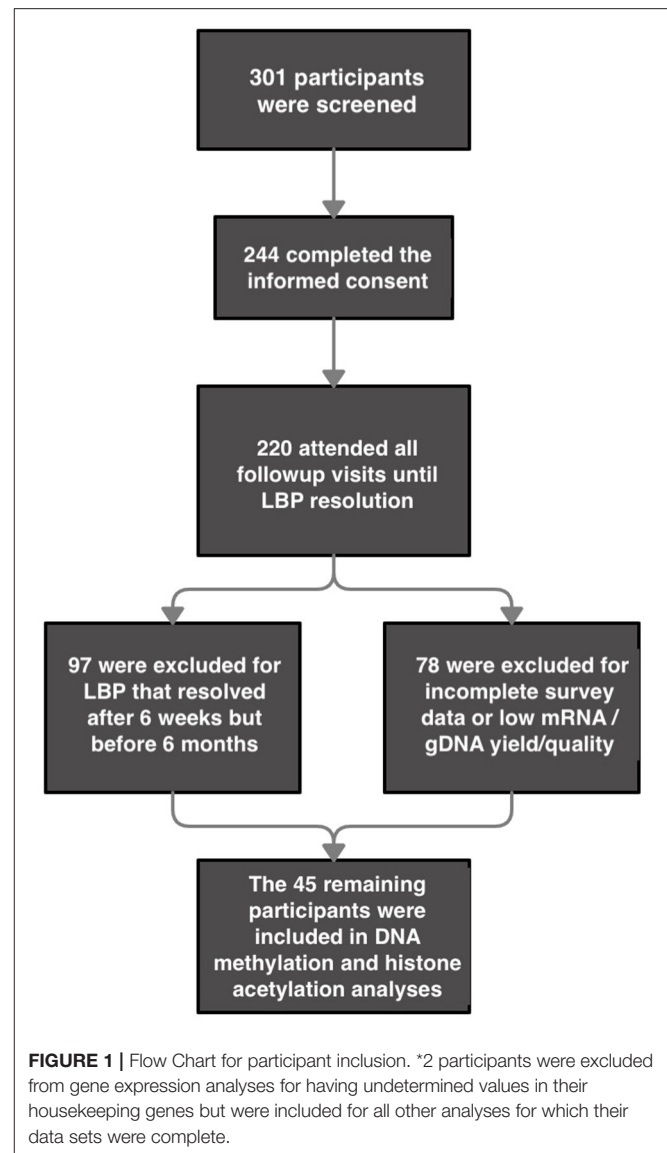 301 participants
were screened
244 completed the
informed consent
220 attended all
followup visits until
LBP resolution
97 were excluded for
LBP that resolved
after 6 weeks but
before 6 months
78 were excluded for
incomplete survey
data or low mRNA /
gDNA yield/quality
The 45 remaining
participants were
included in DNA
methylation and histone
acetylation analyses
FIGURE 1 | Flow Chart for participant inclusion. *2 participants were excluded
from gene expression analyses for having undetermined values in their
housekeeping genes but were included for all other analyses for which their
data sets were complete.